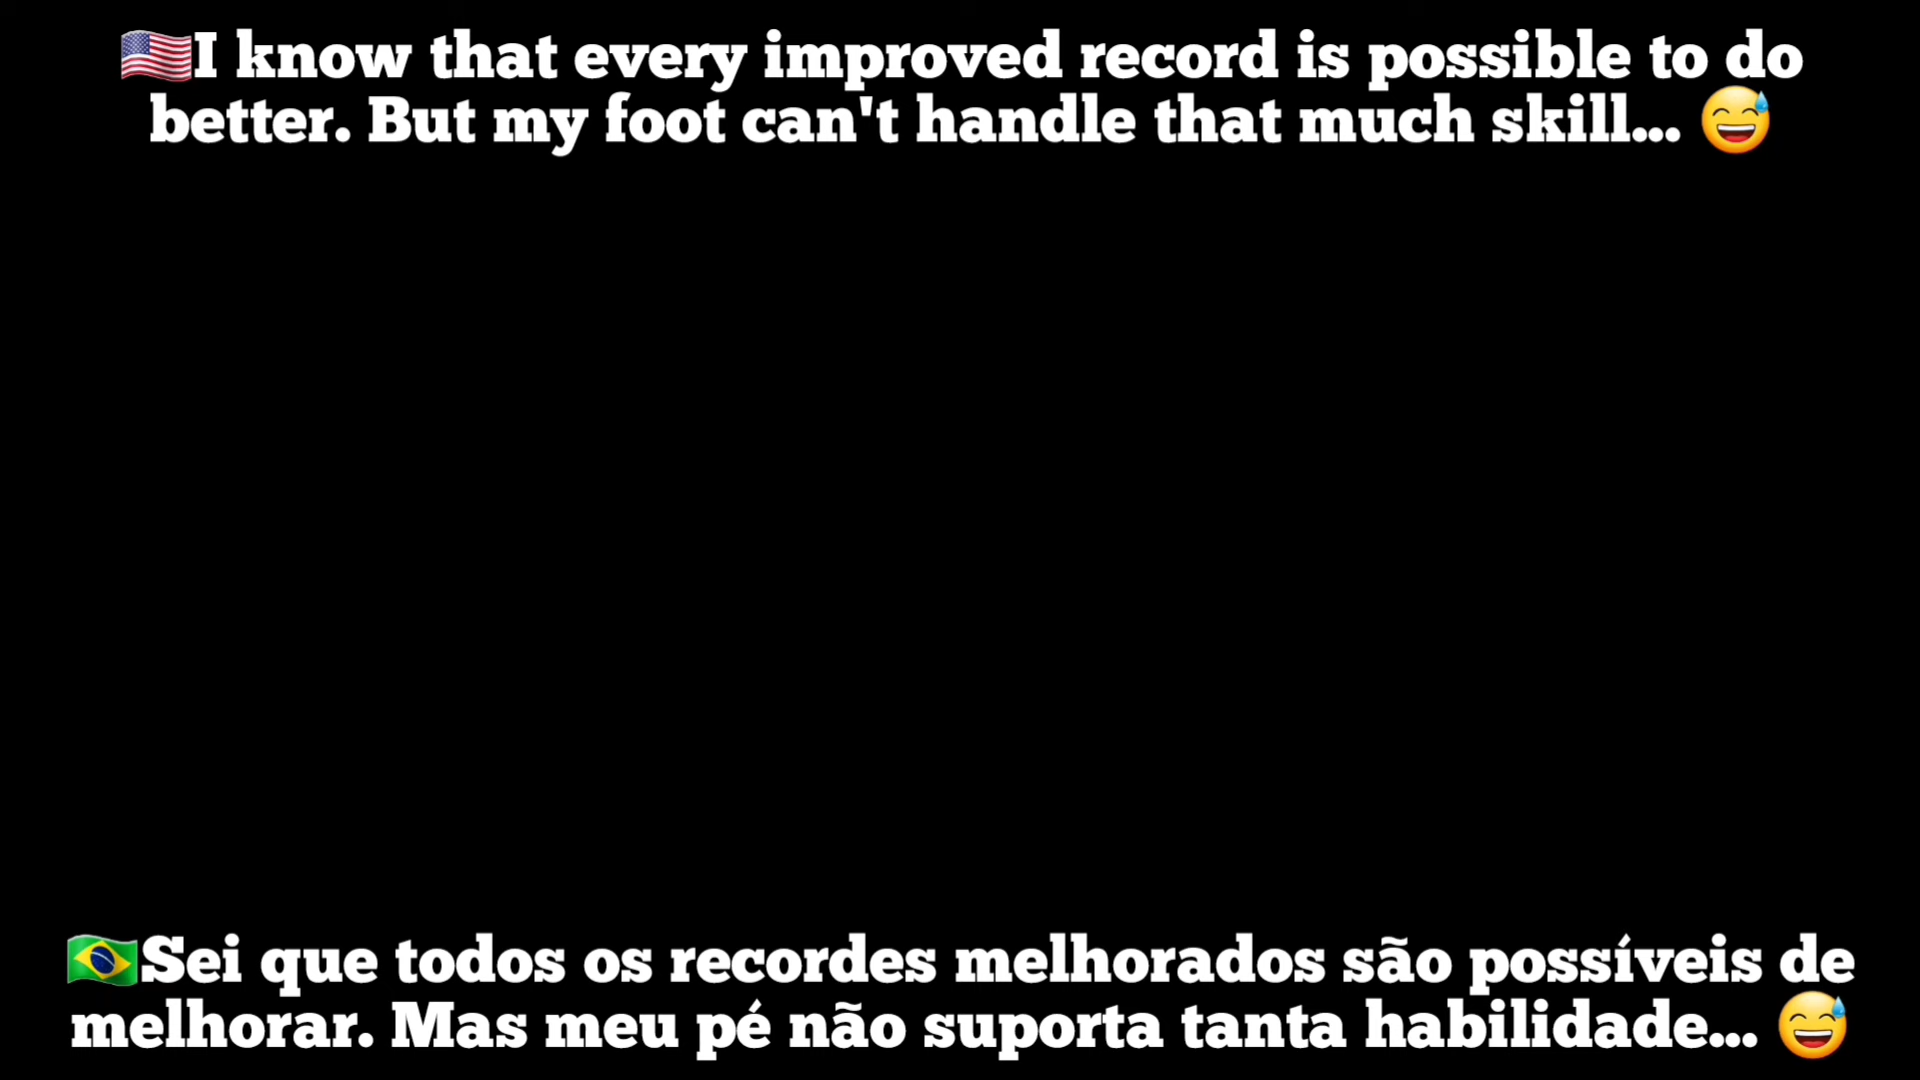 🇺🇸I know that every improved record is possible to do
better. But my foot can't handle that much skill... 😅
🇧🇷Sei que todos os recordes melhorados são possíveis de
melhorar. Mas meu pé não suporta tanta habilidade... 😅